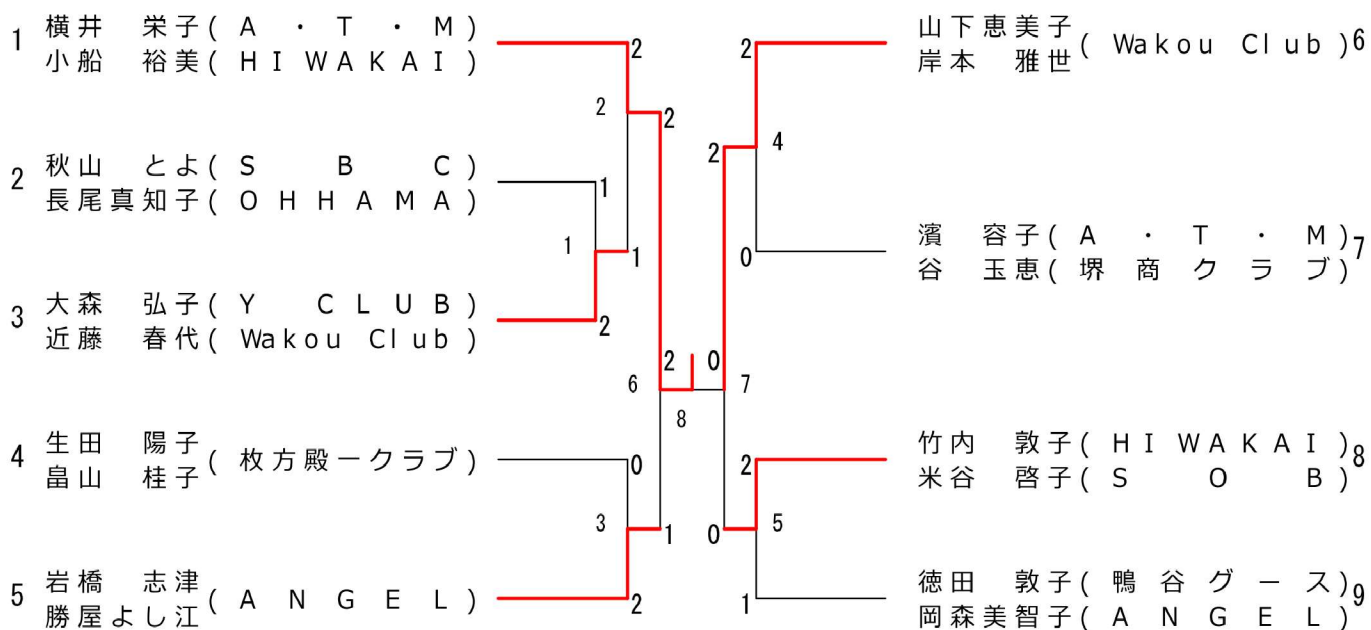 1 横井 栄子( A ・ T ・ M )
小船 裕美( HIWAKAI )
2
2
2
2 秋山 とよ( S B C )
長尾真知子( OHHAMA )
1
1
1
3 大森 弘子( Y CLUB )
近藤 春代( Wakou Club )
2
6
4 生田 陽子
畠山 桂子
( 枚方殿一クラブ )
0
3
1
5 岩橋 志津
勝屋よし江
( A N G E L )
2
2 0
8
山下恵美子
岸本 雅世
( Wakou Club )6
2
4
2
濱 容子( A ・ T ・ M )
谷 玉恵( 堺商クラブ )
7
0
7
竹内 敦子( HIWAKAI )
米谷 啓子( S O B )
8
2
5
0
徳田 敦子( 鴨谷グース )
岡森美智子( A N G E L )
9
1